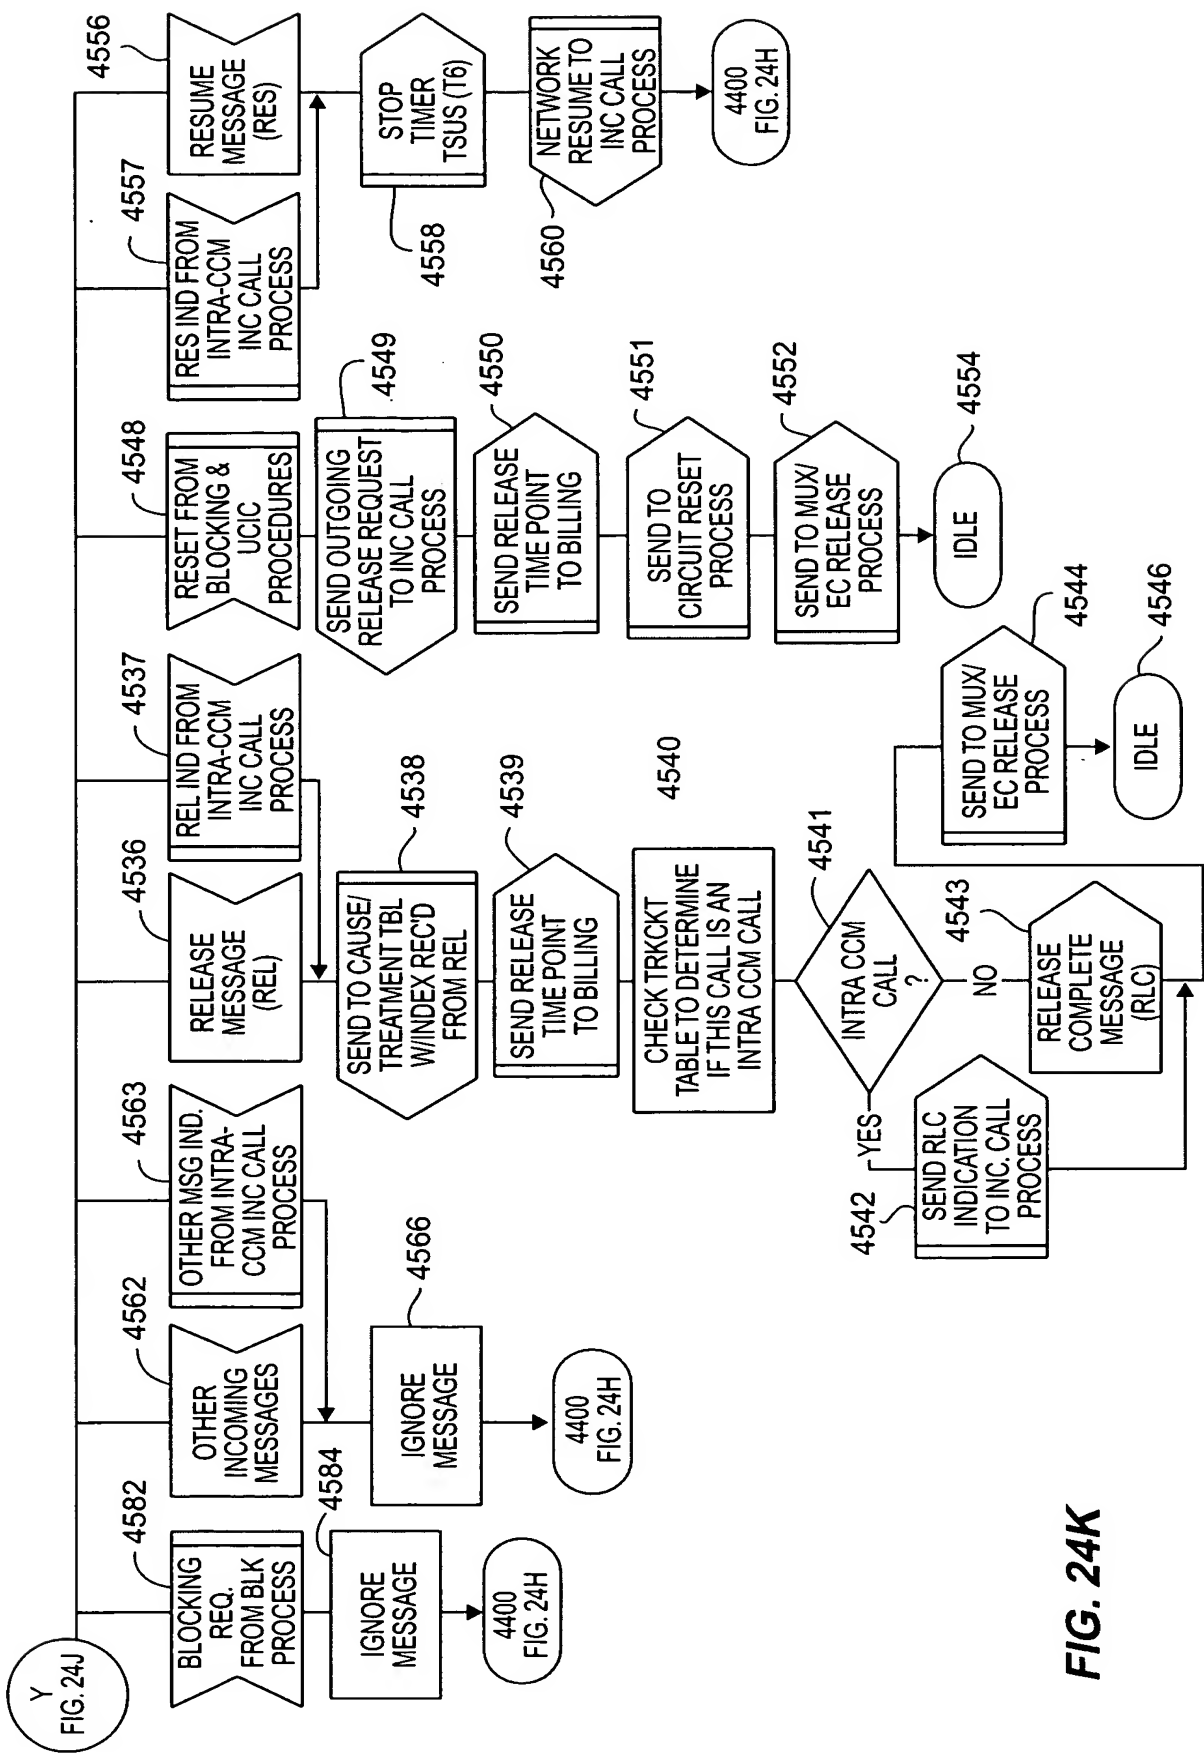 Y
FIG. 24J
4582
BLOCKING
REQ.
FROM BLK
PROCESS
4584
IGNORE
MESSAGE
4400
FIG. 24H
4562
OTHER
INCOMING
MESSAGES
4563
OTHER MSG IND.
FROM INTRA-
CCM INC CALL
PROCESS
4566
IGNORE
MESSAGE
4400
FIG. 24H
4536
RELEASE
MESSAGE
(REL)
4537
REL IND FROM
INTRA-CCM
INC CALL
PROCESS
4538
SEND TO CAUSE/
TREATMENT TBL
W/INDEX REC'D
FROM REL
4539
SEND RELEASE
TIME POINT
TO BILLING
4540
CHECK TRKCKT
TABLE TO DETERMINE
IF THIS CALL IS AN
INTRA CCM CALL
4541
INTRA CCM
CALL
?
YES
NO
4542
SEND RLC
INDICATION
TO INC. CALL
PROCESS
4543
RELEASE
COMPLETE
MESSAGE
(RLC)
4544
SEND TO MUX/
EC RELEASE
PROCESS
4546
IDLE
4548
RESET FROM
BLOCKING &
UCIC
PROCEDURES
4549
SEND OUTGOING
RELEASE REQUEST
TO INC CALL
PROCESS
4550
SEND RELEASE
TIME POINT
TO BILLING
4551
SEND TO
CIRCUIT RESET
PROCESS
4552
SEND TO MUX/
EC RELEASE
PROCESS
4554
IDLE
4557
RES IND FROM
INTRA-CCM
INC CALL
PROCESS
4556
RESUME
MESSAGE
(RES)
4558
STOP
TIMER
TSUS (T6)
4560
NETWORK
RESUME TO
INC CALL
PROCESS
4400
FIG. 24H
FIG. 24K